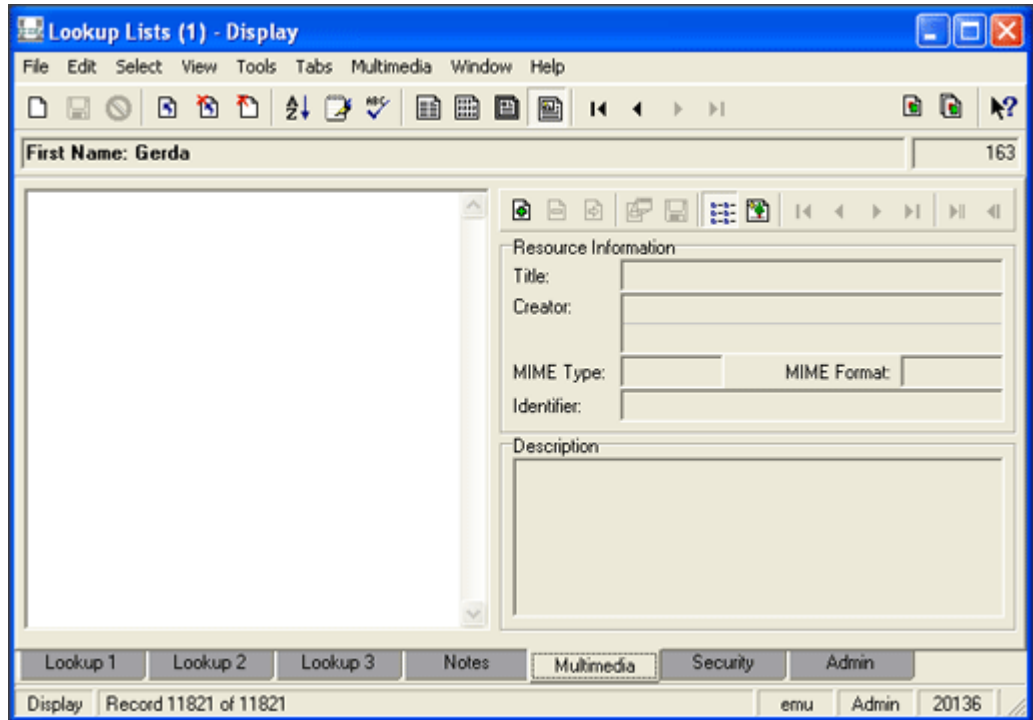 Lookup Lists (1) - Display
File Edit Select View Tools Tabs Multimedia Window Help
First Name: Gerda 163
Resource Information
Title:
Creator:
MIME Type: MIME Format:
Identifier:
Description
Lookup 1 Lookup 2 Lookup 3 Notes Multimedia Security Admin
Display Record 11821 of 11821 emu Admin 20136